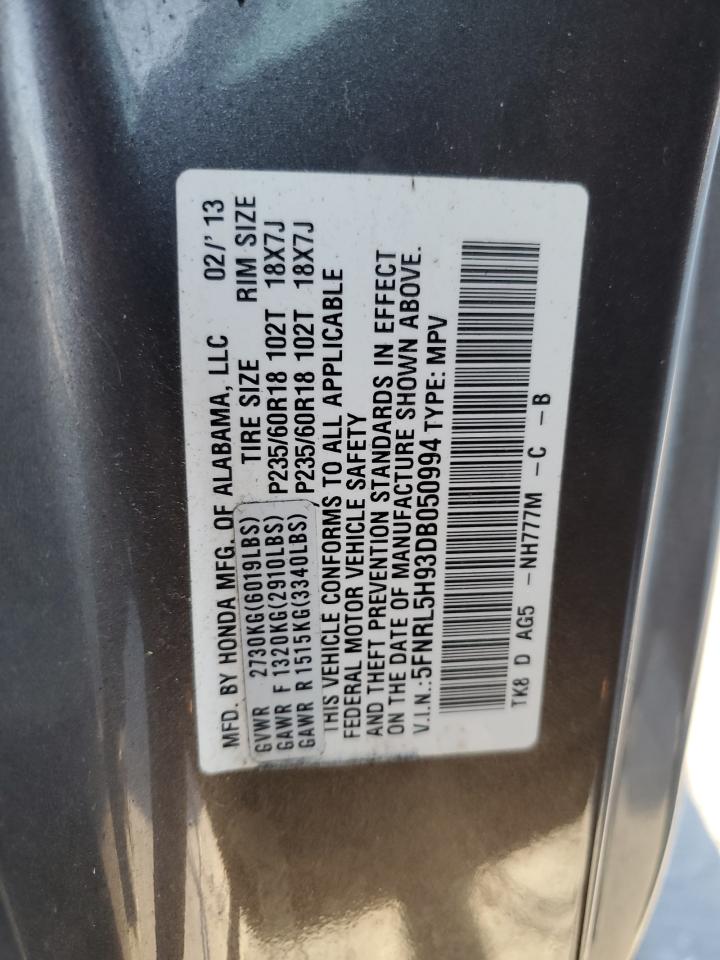 MFD. BY HONDA MFG. OF ALABAMA, LLC 02/' 13
GVWR 2730KG(6019LBS) TIRE SIZE RIM SIZE
GAWR F 1320KG(2910LBS) P235/60R18 102T 18X7J
GAWR R 1515KG(3340LBS) P235/60R18 102T 18X7J
THIS VEHICLE CONFORMS TO ALL APPLICABLE
FEDERAL MOTOR VEHICLE SAFETY
AND THEFT PREVENTION STANDARDS IN EFFECT
ON THE DATE OF MANUFACTURE SHOWN ABOVE.
V.I.N.:5FNRL5H93DB050994 TYPE: MPV
TK8 D AG5 -NH777M -C -B